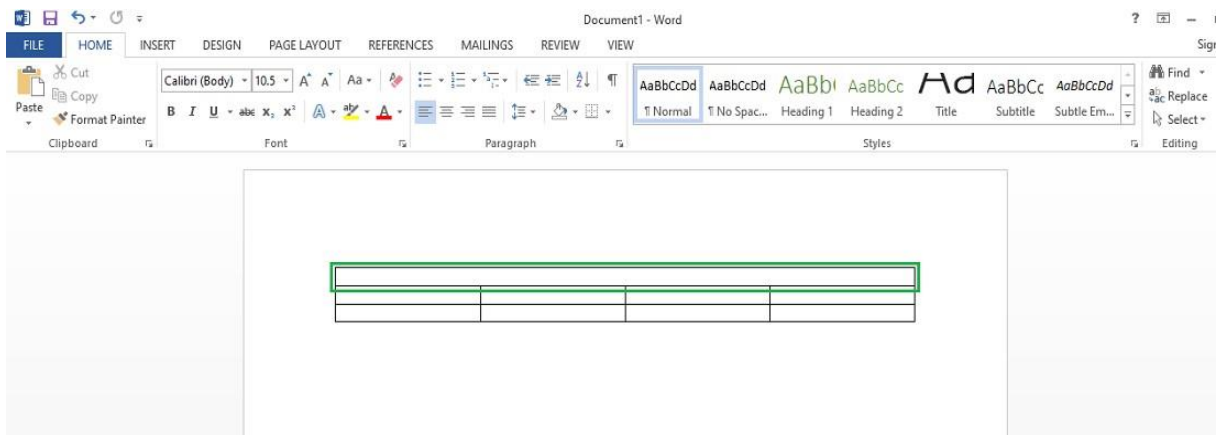 Document1 - Word
FILE HOME INSERT DESIGN PAGE LAYOUT REFERENCES MAILINGS REVIEW VIEW Sign
Cut
Copy
Paste
Format Painter
Clipboard
Calibri (Body) 10.5 A A Aa
B I U abc x₂ x² A aby A
Font
Paragraph
AaBbCcDd AaBbCcDd AaBb( AaBbCc Ad AaBbCc AaBbCcDd
¶ Normal ¶ No Spac... Heading 1 Heading 2 Title Subtitle Subtle Em...
Styles
Find
Replace
Select
Editing